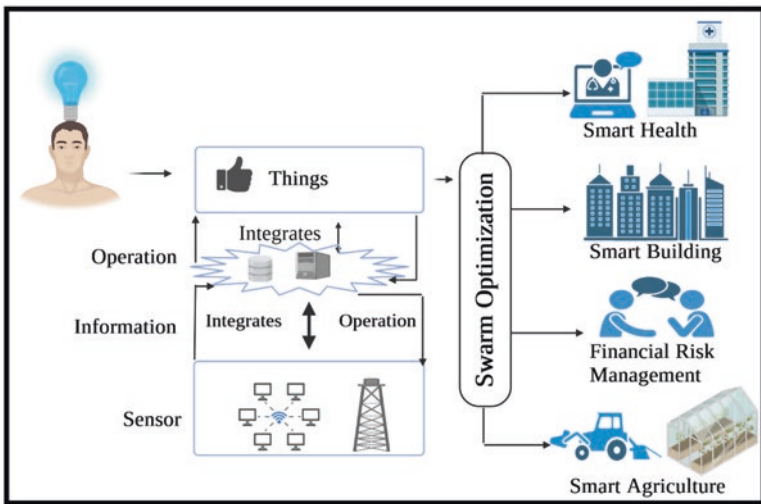 Things
Integrates
Operation
Information
Integrates
Operation
Sensor
Swarm Optimization
Smart Health
Smart Building
Financial Risk
Management
Smart Agriculture